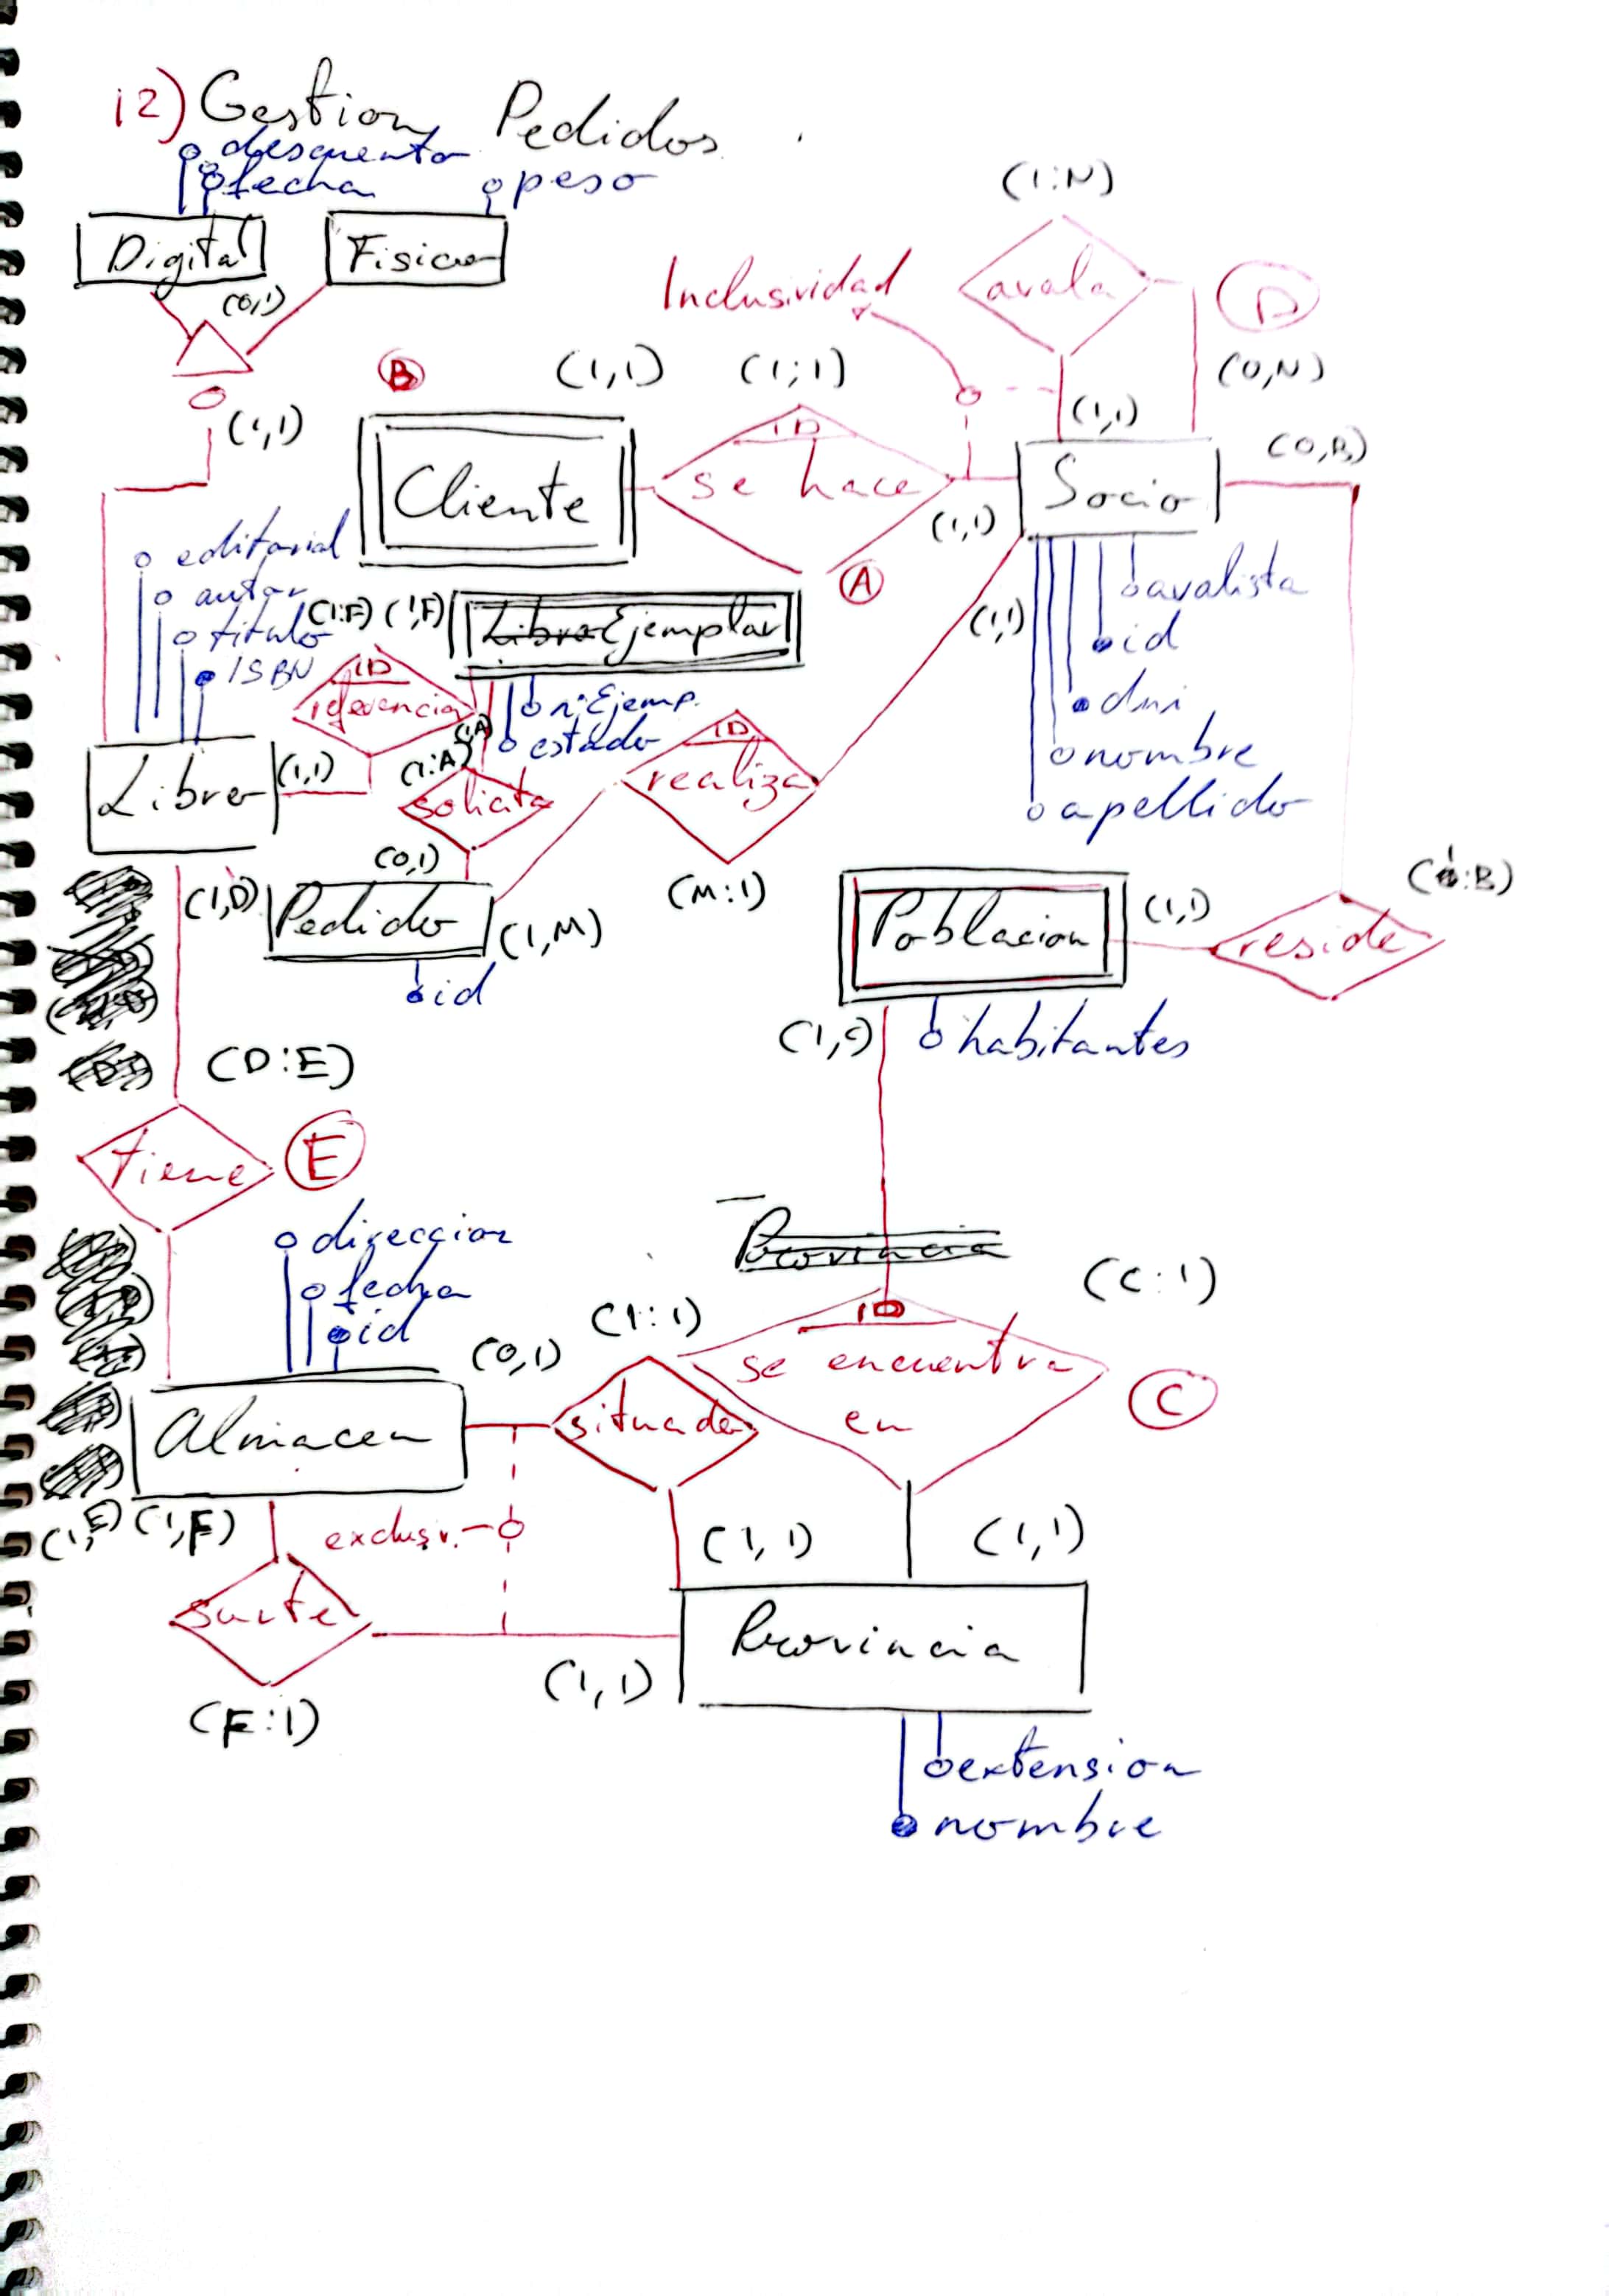 12) Gestion Pedidos
descuento
fecha
peso
(1:N)
Digital
Fisico
(0,1)
Inclusividad
avala
D
B
(1,1)
(1;1)
(0,N)
(1,1)
(1,1)
ID
(0,B)
Cliente
se hace
Socio
(1,1)
editorial
A
autor
(1:F)
(1,F)
Libro Ejemplar
(1,1)
avalista
titulo
id
ISBN
ID
referencia
nºEjemp.
dni
estado
ID
(1,A)
nombre
Libro
(1,1)
(1:A)
realiza
solicita
apellido
(0,1)
(M:1)
(1:B)
(1,D)
Pedido
(1,M)
Poblacion
(1,1)
reside
id
(1,C)
habitantes
(D:E)
tiene
E
direccion
Provincia
fecha
(C:1)
id
(0,1)
(1:1)
ID
se encuentra
en
C
Almacen
situado
(1,E)
(1,F)
exclusiv.
(1,1)
(1,1)
surte
Provincia
(F:1)
(1,1)
extension
nombre